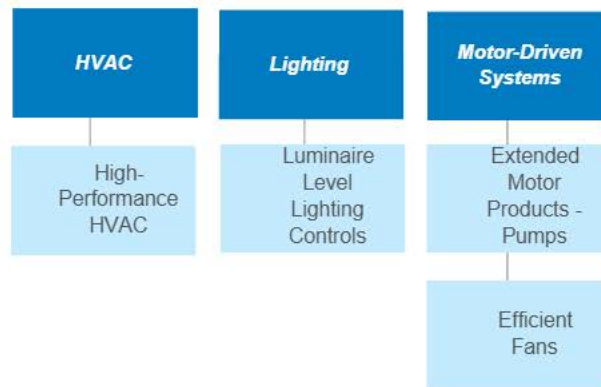 HVAC
High-
Performance
HVAC
Lighting
Luminaire
Level
Lighting
Controls
Motor-Driven
Systems
Extended
Motor
Products -
Pumps
Efficient
Fans